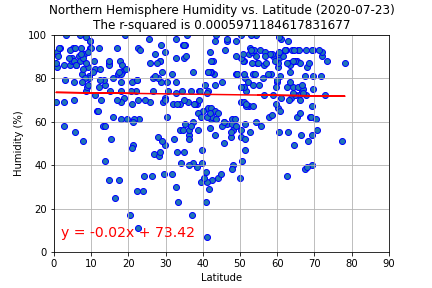 Northern Hemisphere Humidity vs. Latitude (2020-07-23)
The r-squared is 0.0005971184617831677
100
80
60
40
20
0
Humidity (%)
y = -0.02x + 73.42
0 10 20 30 40 50 60 70 80 90
Latitude